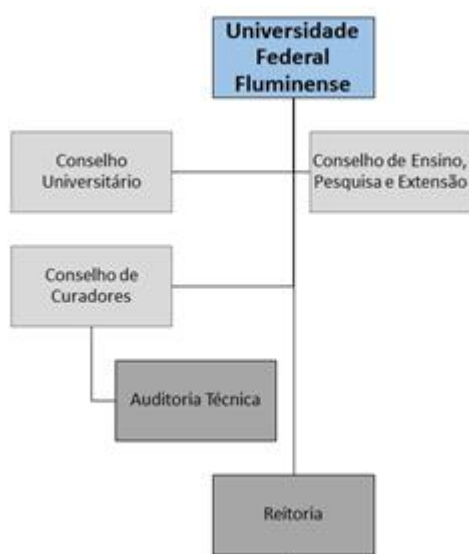 Universidade
Federal
Fluminense
Conselho
Universitário
Conselho de Ensino,
Pesquisa e Extensão
Conselho de
Curadores
Auditoria Técnica
Reitoria